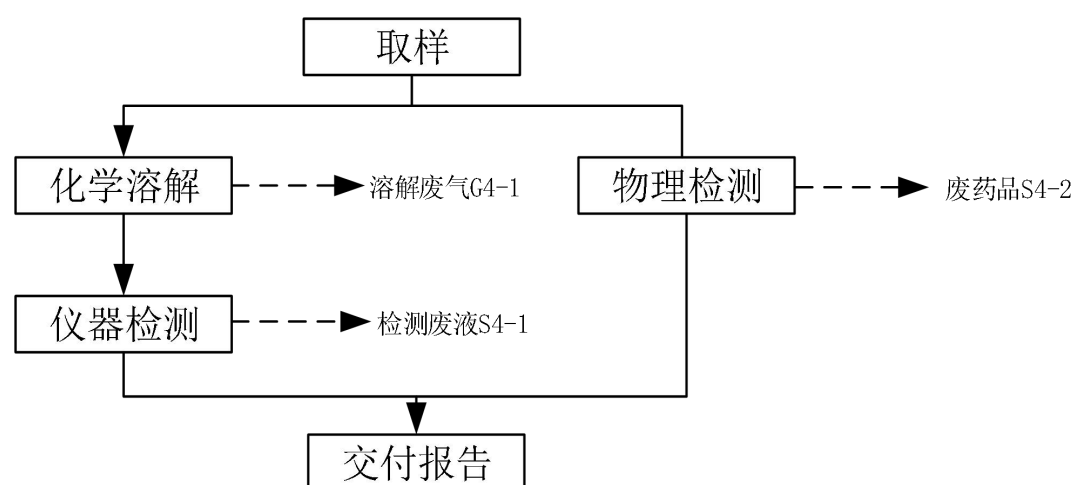 取样
化学溶解
溶解废气G4-1
物理检测
废药品S4-2
仪器检测
检测废液S4-1
交付报告